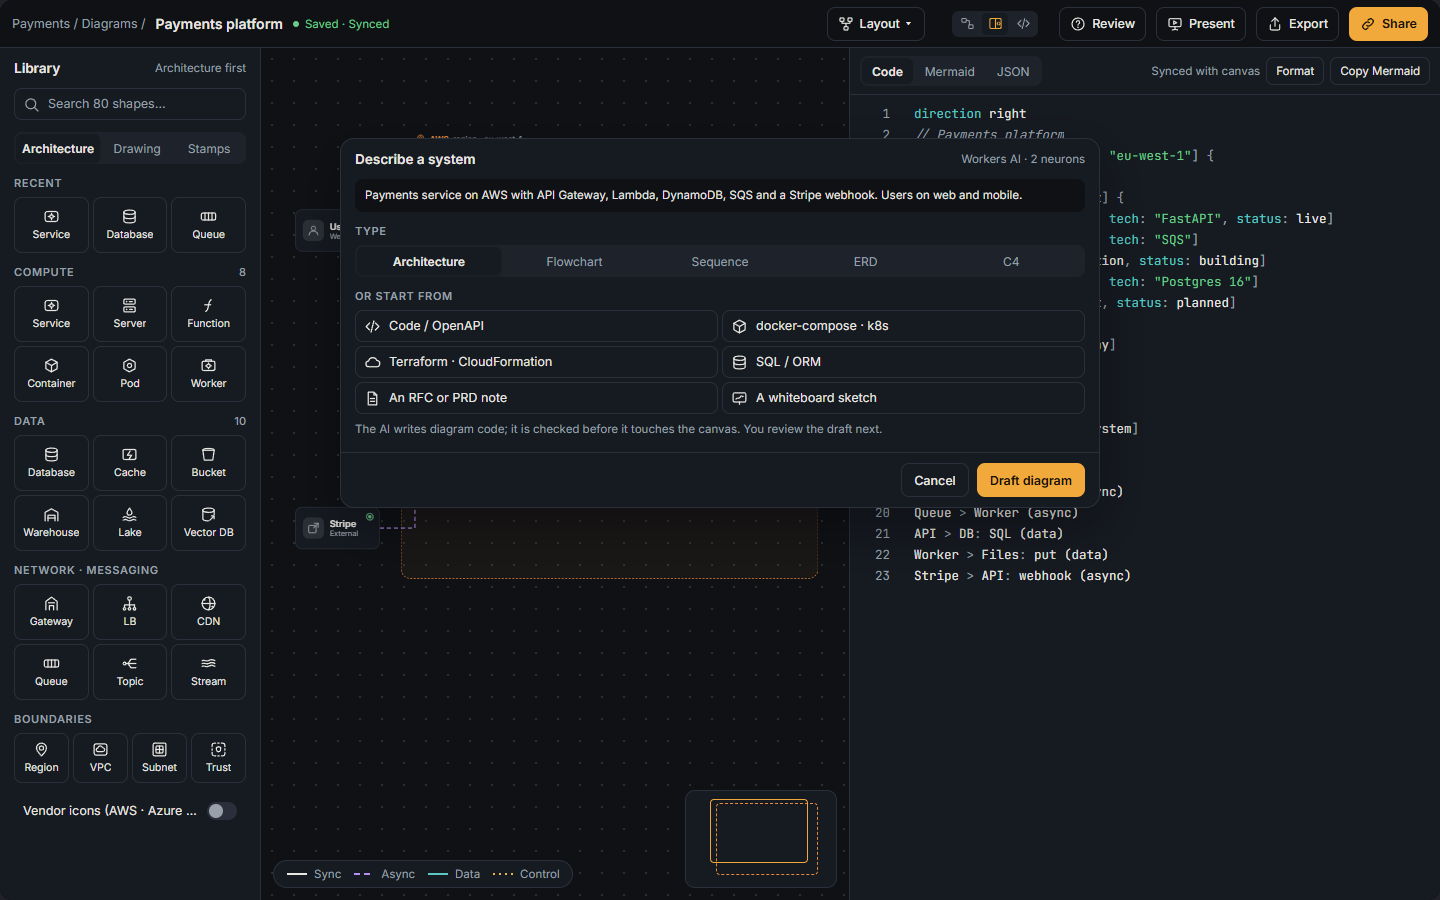 Payments / Diagrams / Payments platform Saved · Synced
Layout
Review
Present
Export
Share
Library Architecture first
Search 80 shapes...
Architecture Drawing Stamps
RECENT
Service Database Queue
COMPUTE 8
Service Server Function
Container Pod Worker
DATA 10
Database Cache Bucket
Warehouse Lake Vector DB
NETWORK · MESSAGING
Gateway LB CDN
Queue Topic Stream
BOUNDARIES
Region VPC Subnet Trust
Vendor icons (AWS · Azure ...
Describe a system Workers AI · 2 neurons
Payments service on AWS with API Gateway, Lambda, DynamoDB, SQS and a Stripe webhook. Users on web and mobile.
TYPE
Architecture Flowchart Sequence ERD C4
OR START FROM
Code / OpenAPI docker-compose · k8s
Terraform · CloudFormation SQL / ORM
An RFC or PRD note A whiteboard sketch
The AI writes diagram code; it is checked before it touches the canvas. You review the draft next.
Cancel Draft diagram
Stripe
External
Sync Async Data Control
Code Mermaid JSON Synced with canvas Format Copy Mermaid
1 direction right
2 // Payments platform
"eu-west-1"] {
] {
tech: "FastAPI", status: live]
tech: "SQS"]
, status: building]
tech: "Postgres 16"]
, status: planned]
20 Queue > Worker (async)
21 API > DB: SQL (data)
22 Worker > Files: put (data)
23 Stripe > API: webhook (async)